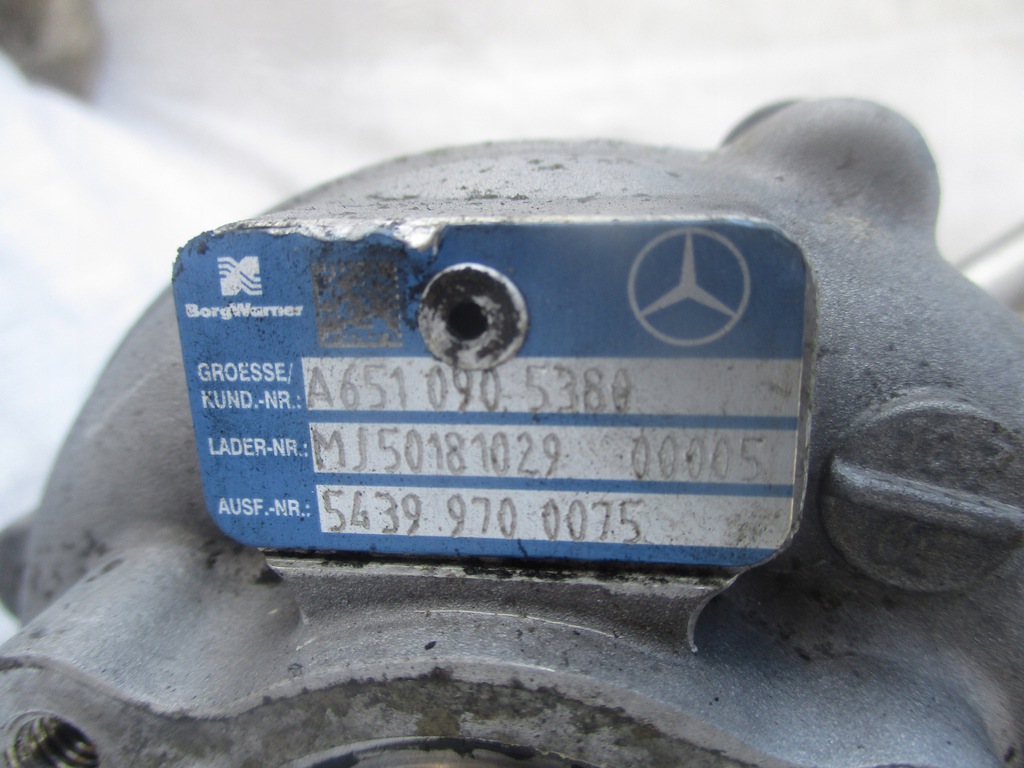 BorgWarner
GROESSE/
KUND.-NR.: A651 090 5380
LADER-NR.: MJ50181029 00005
AUSF.-NR.: 5439 970 0075